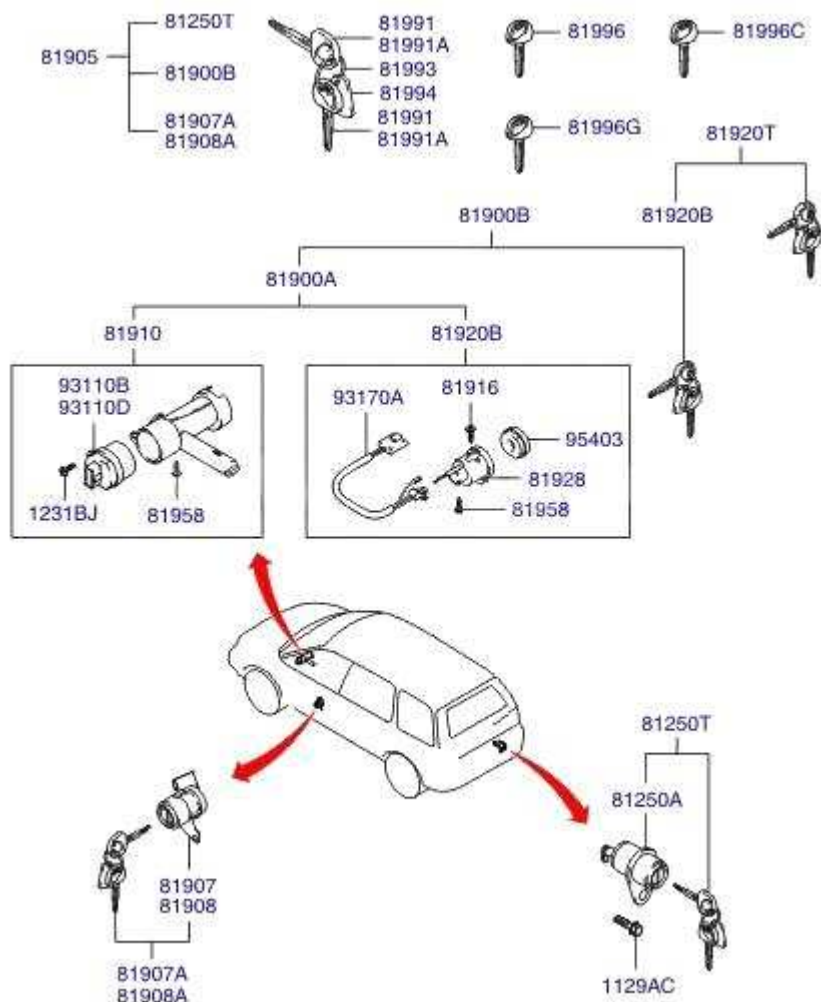 81905
81250T
81900B
81907A
81908A
81991
81991A
81993
81994
81991
81991A
81996
81996C
81996G
81920T
81920B
81900B
81900A
81910
81920B
93110B
93110D
1231BJ
81958
93170A
81916
95403
81928
81958
81907
81908
81907A
81908A
81250T
81250A
1129AC